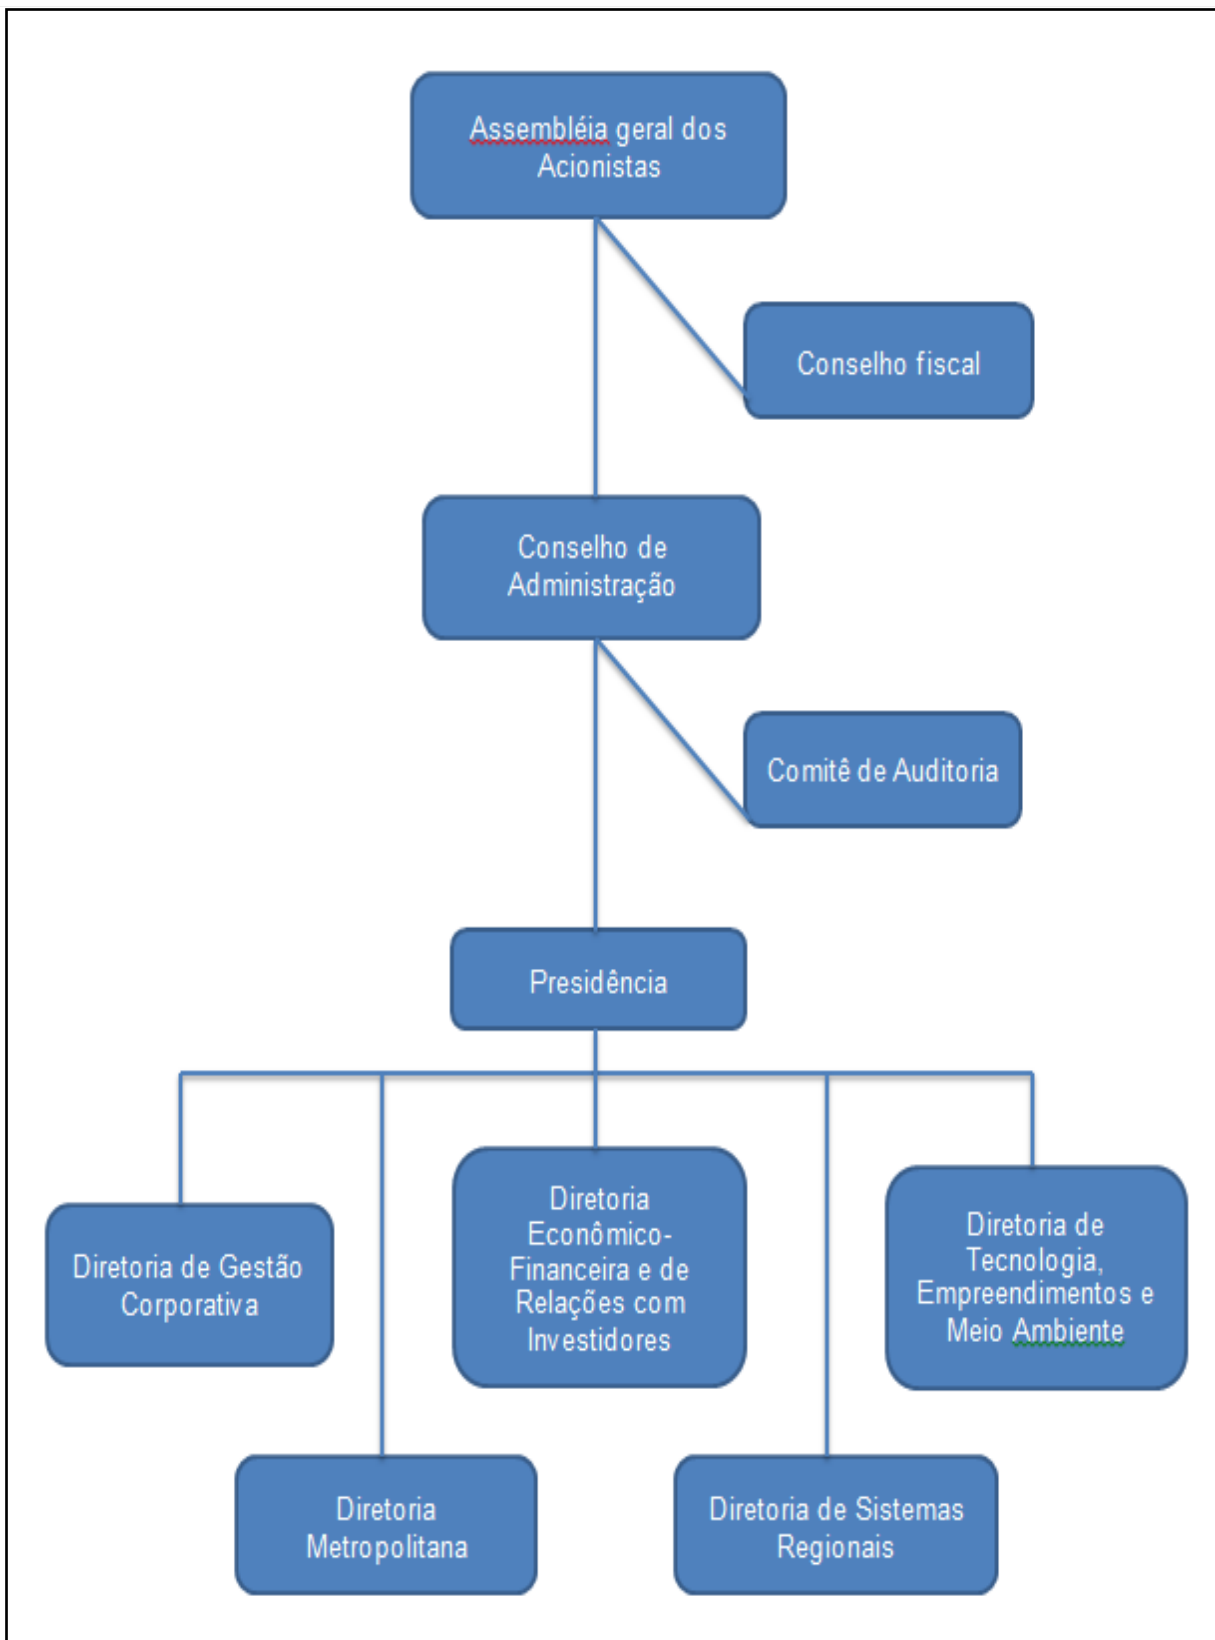 Assembléia geral dos
Acionistas
Conselho fiscal
Conselho de
Administração
Comitê de Auditoria
Presidência
Diretoria de Gestão
Corporativa
Diretoria
Econômico-
Financeira e de
Relações com
Investidores
Diretoria de
Tecnologia,
Empreendimentos e
Meio Ambiente
Diretoria
Metropolitana
Diretoria de Sistemas
Regionais